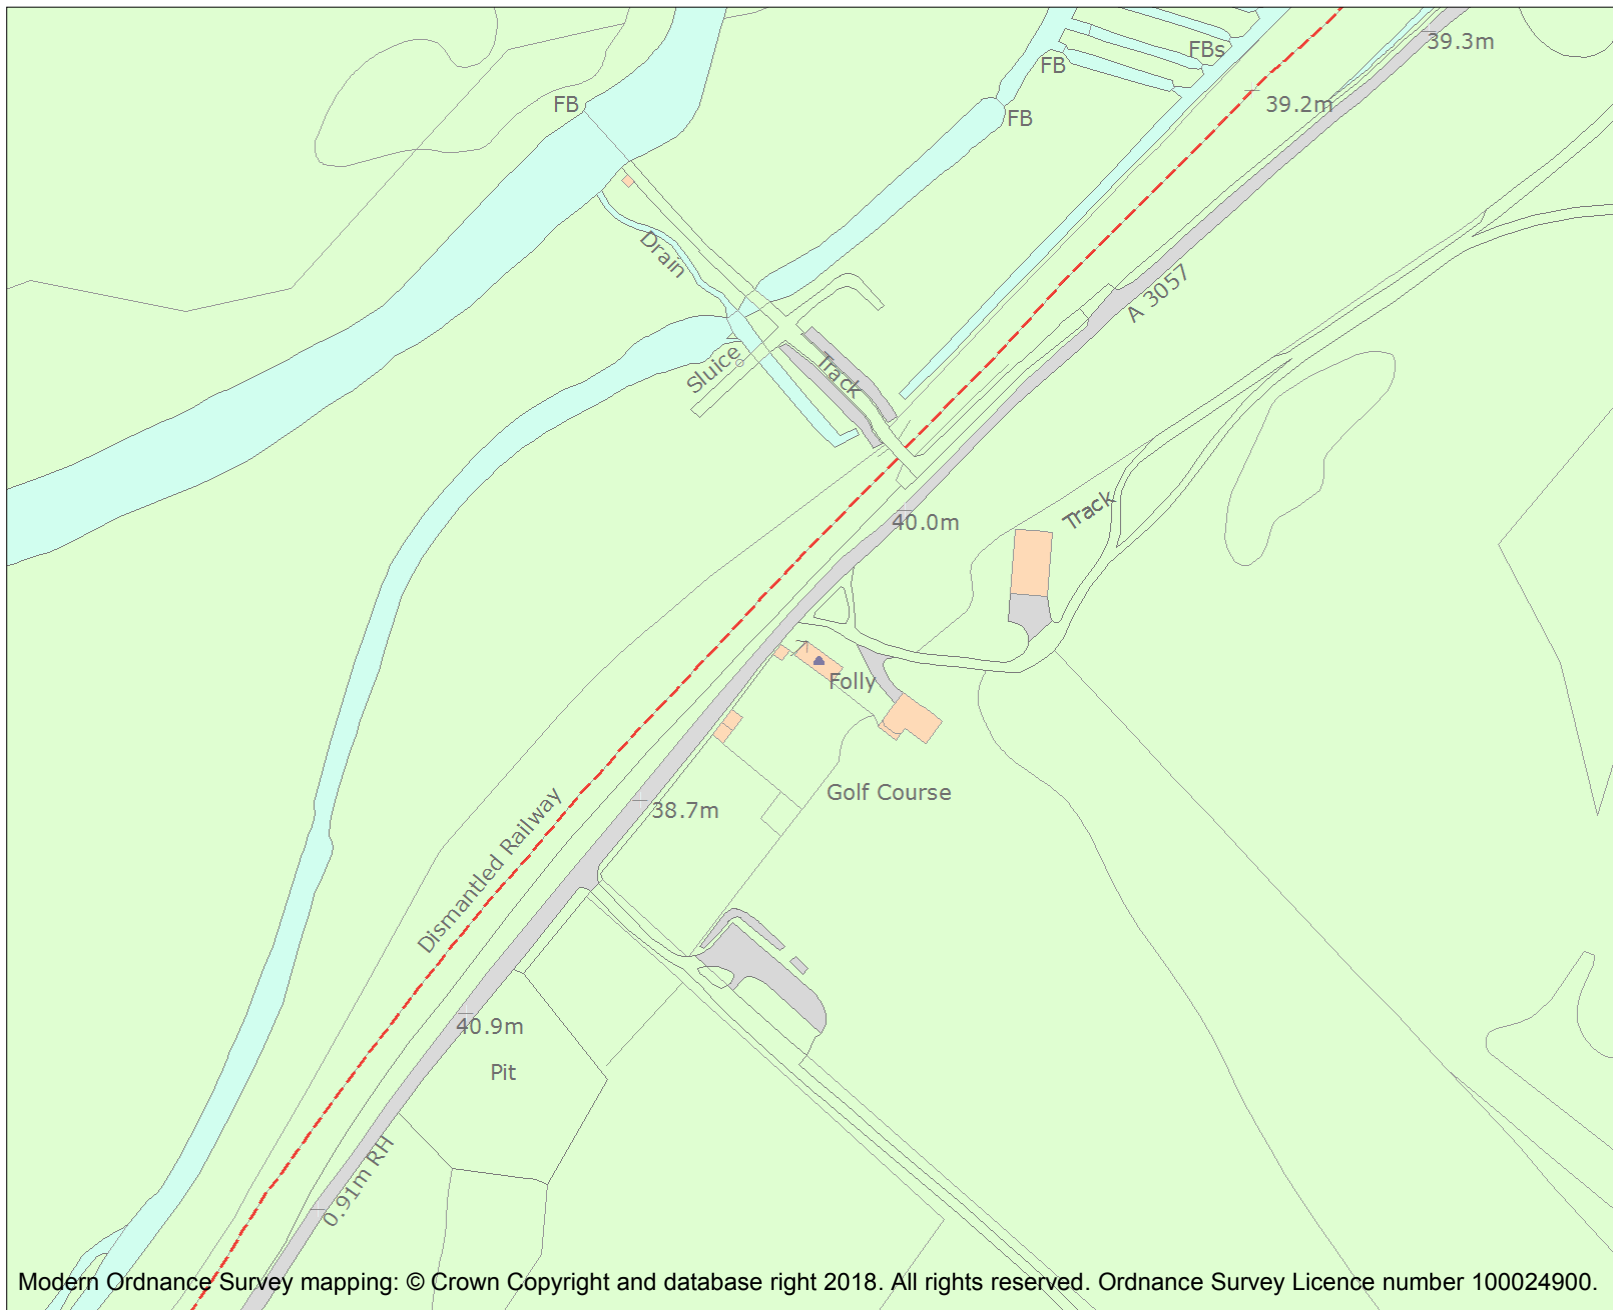 39.3m
FBs
FB
39.2m
FB
FB
Drain
A 3057
Sluice
Track
Track
40.0m
Folly
Golf Course
38.7m
Dismantled Railway
40.9m
Pit
0.91m RH
Modern Ordnance Survey mapping: © Crown Copyright and database right 2018. All rights reserved. Ordnance Survey Licence number 100024900.